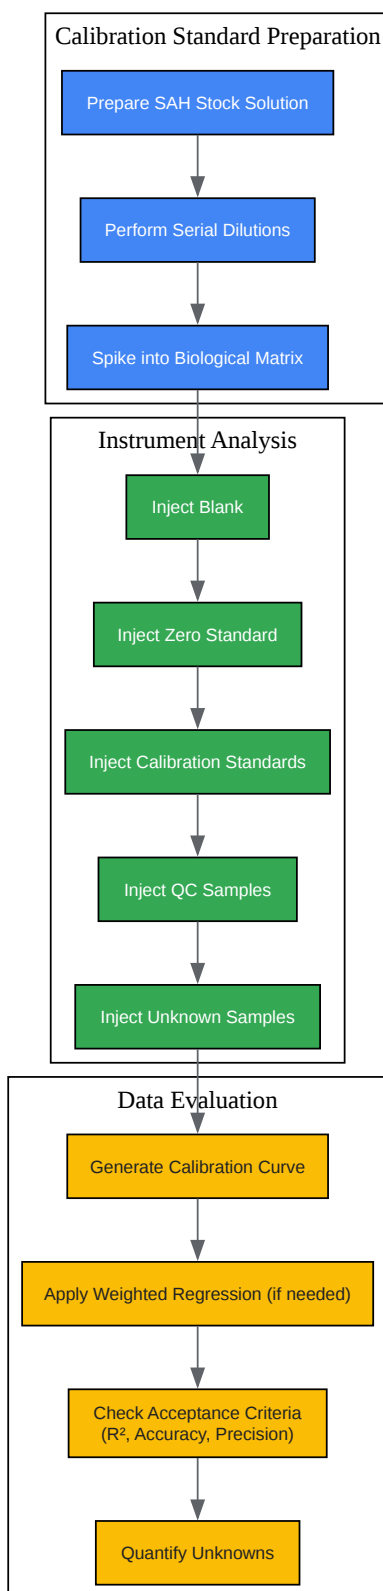 Calibration Standard Preparation
Prepare SAH Stock Solution
Perform Serial Dilutions
Spike into Biological Matrix
Instrument Analysis
Inject Blank
Inject Zero Standard
Inject Calibration Standards
Inject QC Samples
Inject Unknown Samples
Data Evaluation
Generate Calibration Curve
Apply Weighted Regression (if needed)
Check Acceptance Criteria
(R², Accuracy, Precision)
Quantify Unknowns